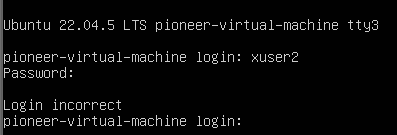 Ubuntu 22.04.5 LTS pioneer-virtual-machine tty3
pioneer-virtual-machine login: xuser2
Password:
Login incorrect
pioneer-virtual-machine login: